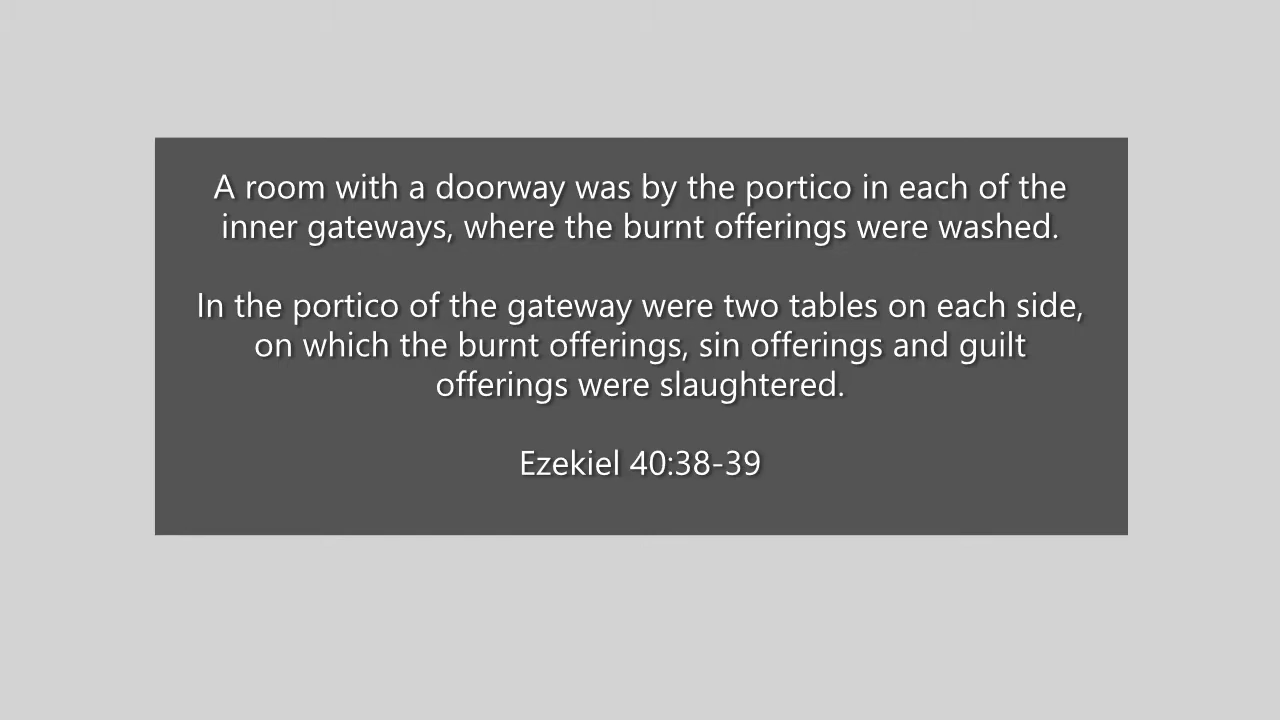 A room with a doorway was by the portico in each of the
inner gateways, where the burnt offerings were washed.
In the portico of the gateway were two tables on each side,
on which the burnt offerings, sin offerings and guilt
offerings were slaughtered.
Ezekiel 40:38-39